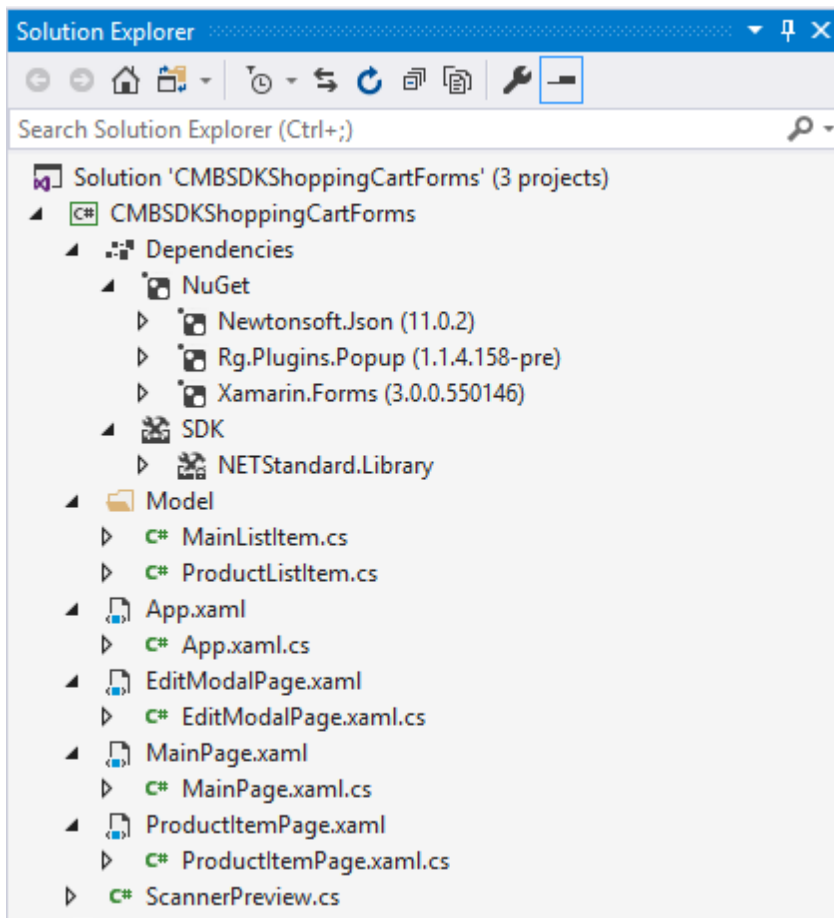 Solution Explorer
Search Solution Explorer (Ctrl+;)
Solution 'CMBSDKShoppingCartForms' (3 projects)
C# CMBSDKShoppingCartForms
Dependencies
NuGet
Newtonsoft.Json (11.0.2)
Rg.Plugins.Popup (1.1.4.158-pre)
Xamarin.Forms (3.0.0.550146)
SDK
NETStandard.Library
Model
C# MainListItem.cs
C# ProductListItem.cs
App.xaml
C# App.xaml.cs
EditModalPage.xaml
C# EditModalPage.xaml.cs
MainPage.xaml
C# MainPage.xaml.cs
ProductItemPage.xaml
C# ProductItemPage.xaml.cs
C# ScannerPreview.cs